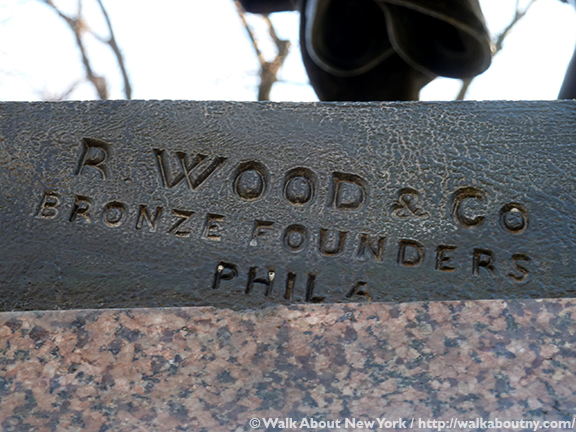 R. WOOD & CO
BRONZE FOUNDERS
PHILA
© Walk About New York / http://walkaboutny.com/